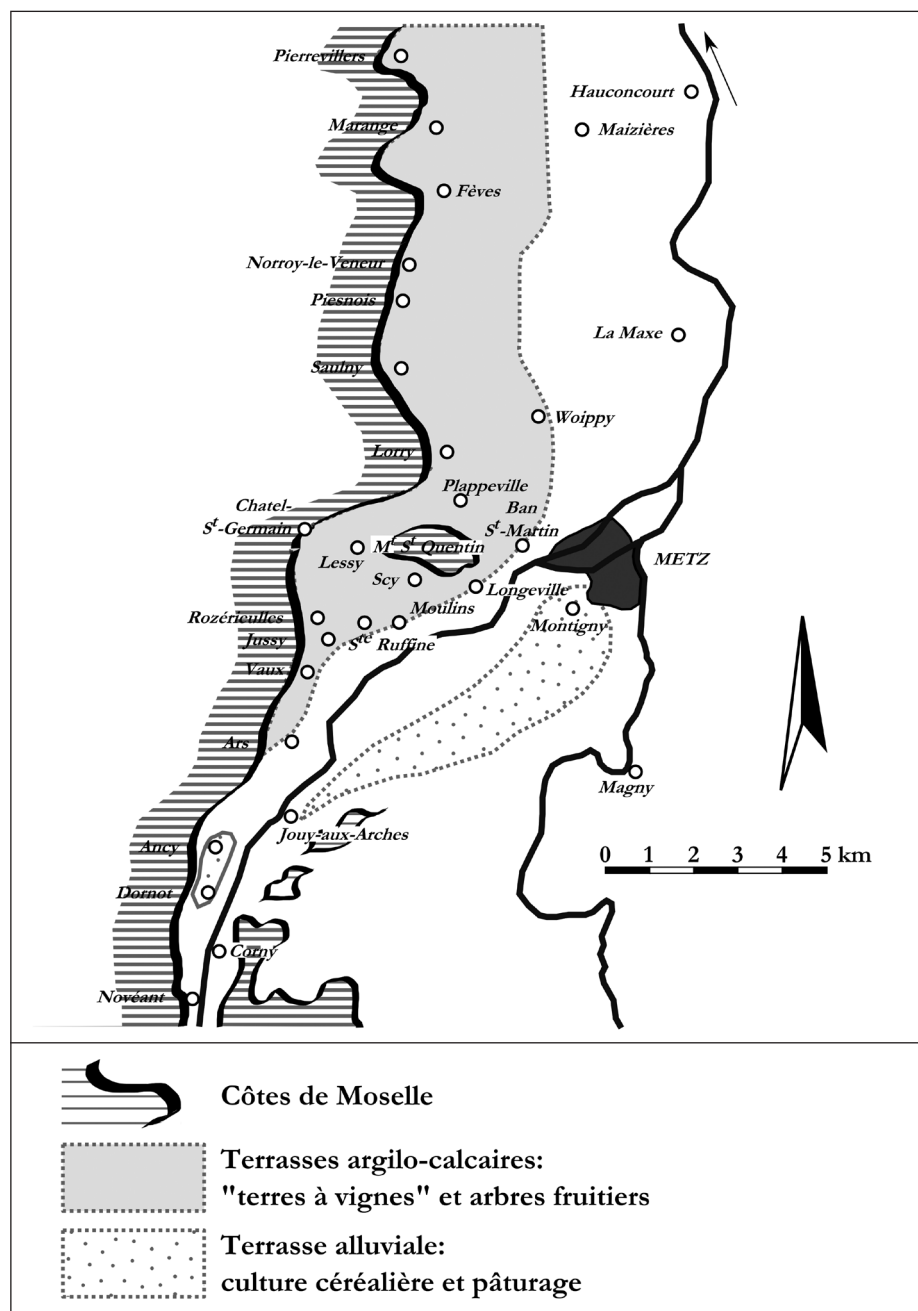 Pierrevillers
Hauconcourt
Marange
Maizières
Fèves
Norroy-le-Veneur
Piesnois
La Maxe
Saulny
Woippy
Lorry
Plappeville
Chatel-
St-Germain
Ban
St-Martin
Mt St Quentin
Lessy
METZ
Scy
Longeville
Moulins
Montigny
Rozérieulles
Jussy
Ste Ruffine
Vaux
Ars
Magny
Jouy-aux-Arches
Ancy
0 1 2 3 4 5 km
Dornot
Corny
Novéant
Côtes de Moselle
Terrasses argilo-calcaires:
"terres à vignes" et arbres fruitiers
Terrasse alluviale:
culture céréalière et pâturage